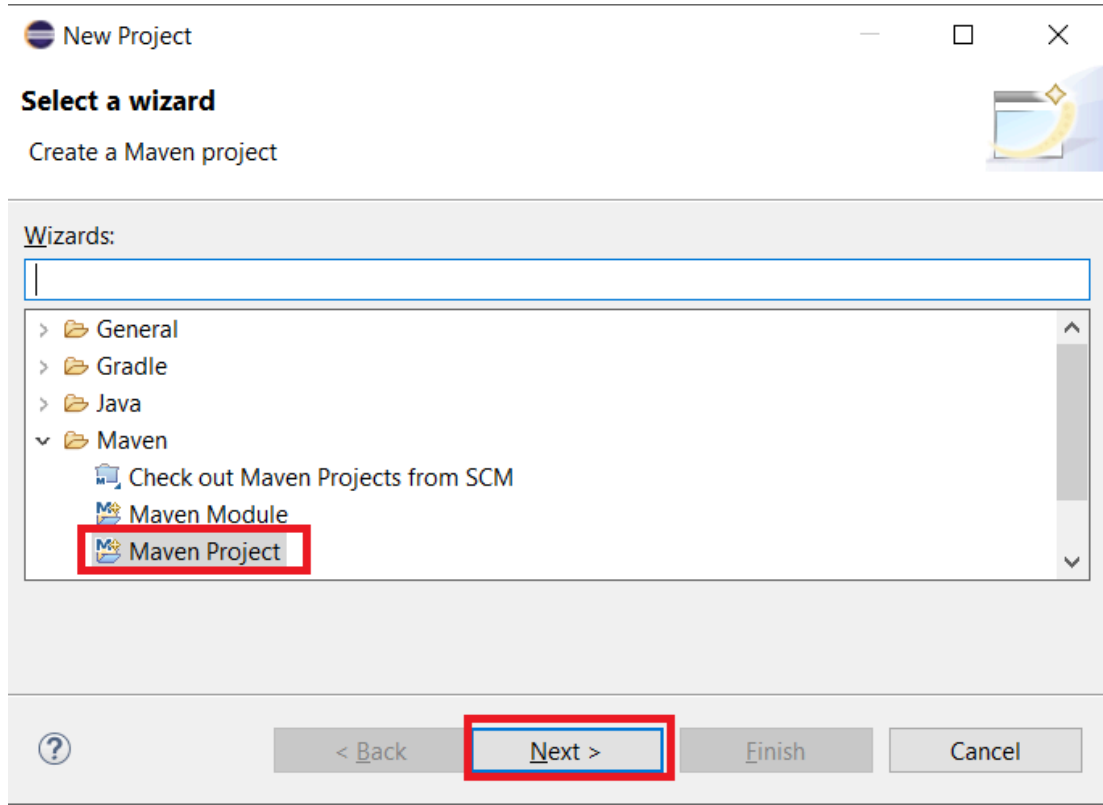 New Project
Select a wizard
Create a Maven project
Wizards:
General
Gradle
Java
Maven
Check out Maven Projects from SCM
Maven Module
Maven Project
? < Back Next > Finish Cancel